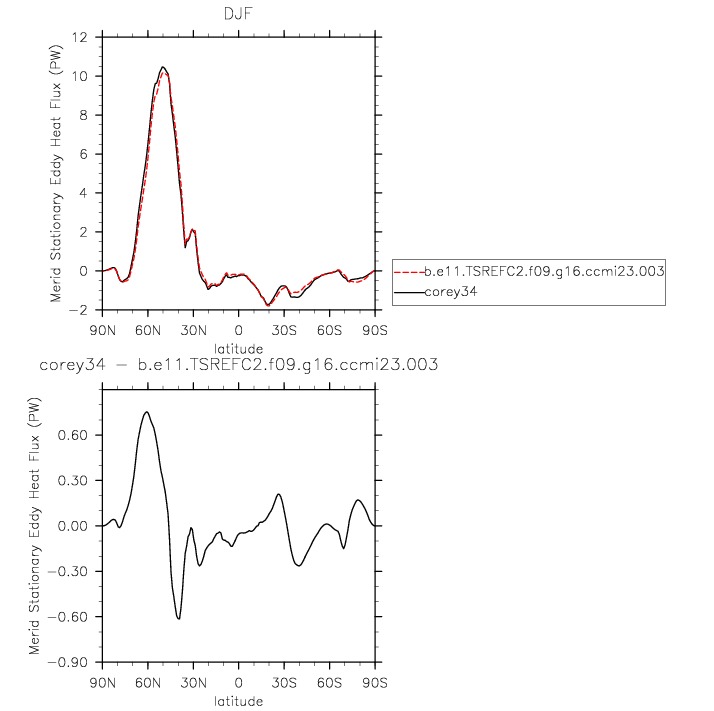 DJF
Merid Stationary Eddy Heat Flux (PW)
12
10
8
6
4
2
0
−2
90N 60N 30N 0 30S 60S 90S
latitude
b.e11.TSREFC2.f09.g16.ccmi23.003
corey34
corey34 − b.e11.TSREFC2.f09.g16.ccmi23.003
Merid Stationary Eddy Heat Flux (PW)
0.60
0.30
0.00
−0.30
−0.60
−0.90
90N 60N 30N 0 30S 60S 90S
latitude